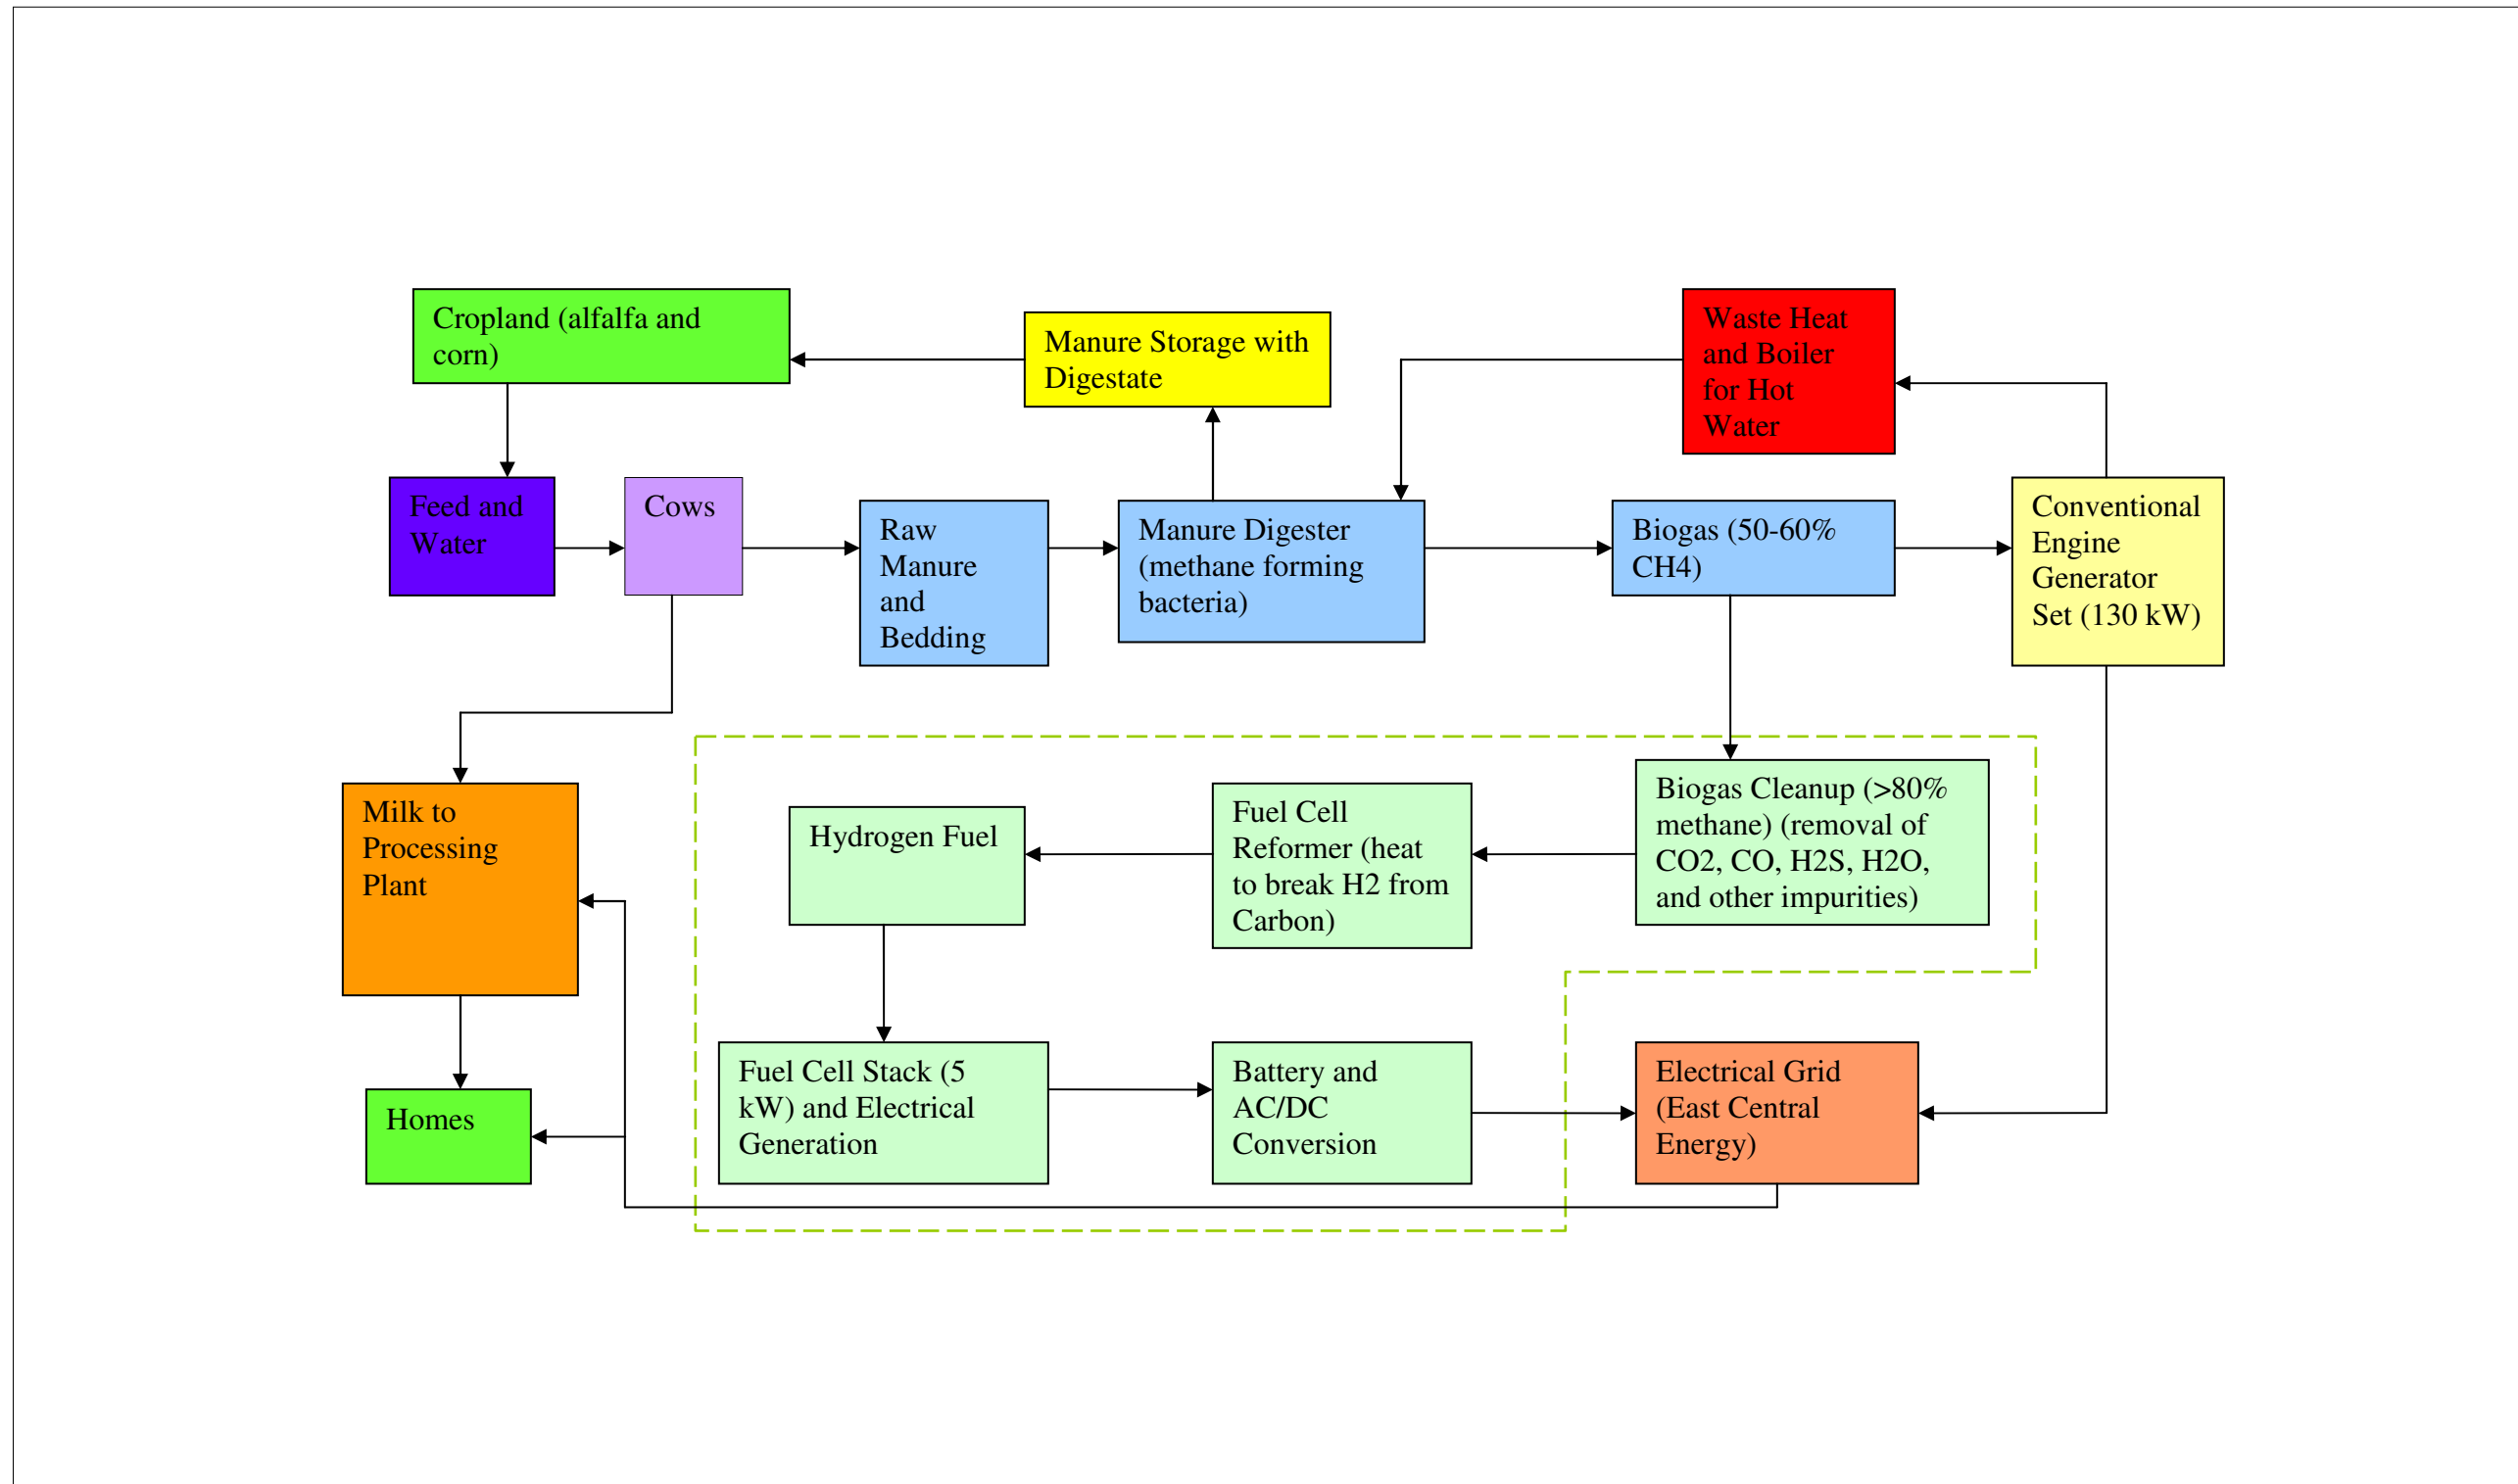 Cropland (alfalfa and
corn)
Manure Storage with
Digestate
Waste Heat
and Boiler
for Hot
Water
Feed and
Water
Cows
Raw
Manure
and
Bedding
Manure Digester
(methane forming
bacteria)
Biogas (50-60%
CH4)
Conventional
Engine
Generator
Set (130 kW)
Milk to
Processing
Plant
Hydrogen Fuel
Fuel Cell
Reformer (heat
to break H2 from
Carbon)
Biogas Cleanup (>80%
methane) (removal of
CO2, CO, H2S, H2O,
and other impurities)
Homes
Fuel Cell Stack (5
kW) and Electrical
Generation
Battery and
AC/DC
Conversion
Electrical Grid
(East Central
Energy)